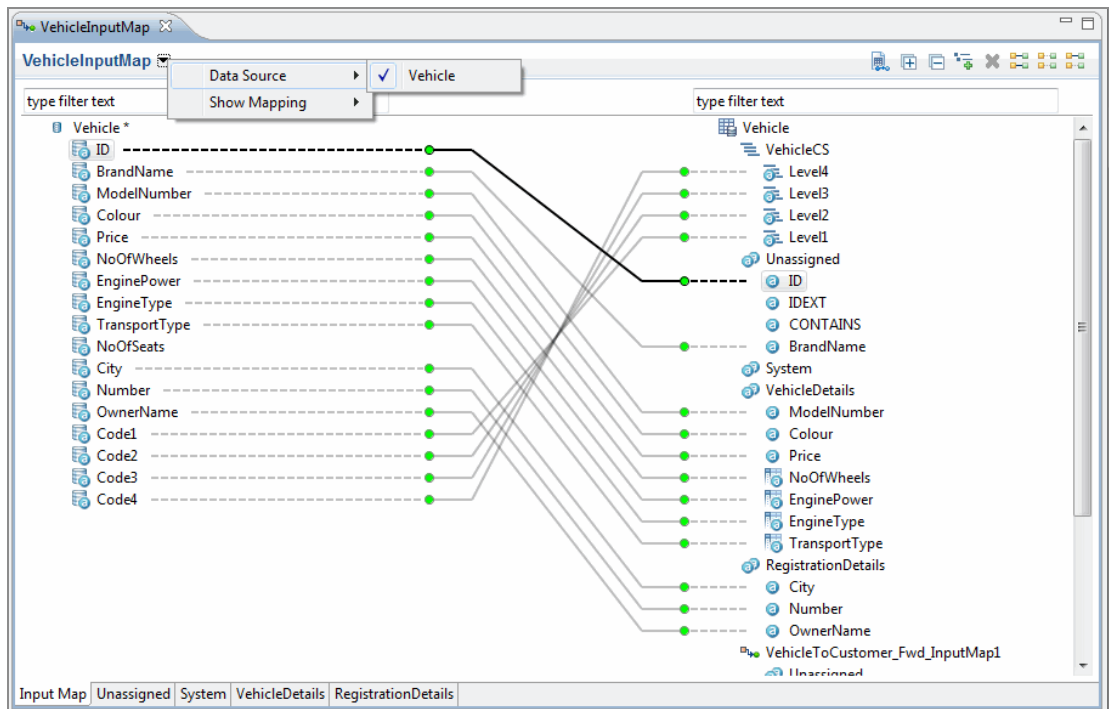 VehicleInputMap
VehicleInputMap
Data Source
Vehicle
Show Mapping
type filter text
type filter text
Vehicle *
ID
BrandName
ModelNumber
Colour
Price
NoOfWheels
EnginePower
EngineType
TransportType
NoOfSeats
City
Number
OwnerName
Code1
Code2
Code3
Code4
Vehicle
VehicleCS
Level4
Level3
Level2
Level1
Unassigned
ID
IDEXT
CONTAINS
BrandName
System
VehicleDetails
ModelNumber
Colour
Price
NoOfWheels
EnginePower
EngineType
TransportType
RegistrationDetails
City
Number
OwnerName
VehicleToCustomer_Fwd_InputMap1
Unassigned
Input Map Unassigned System VehicleDetails RegistrationDetails